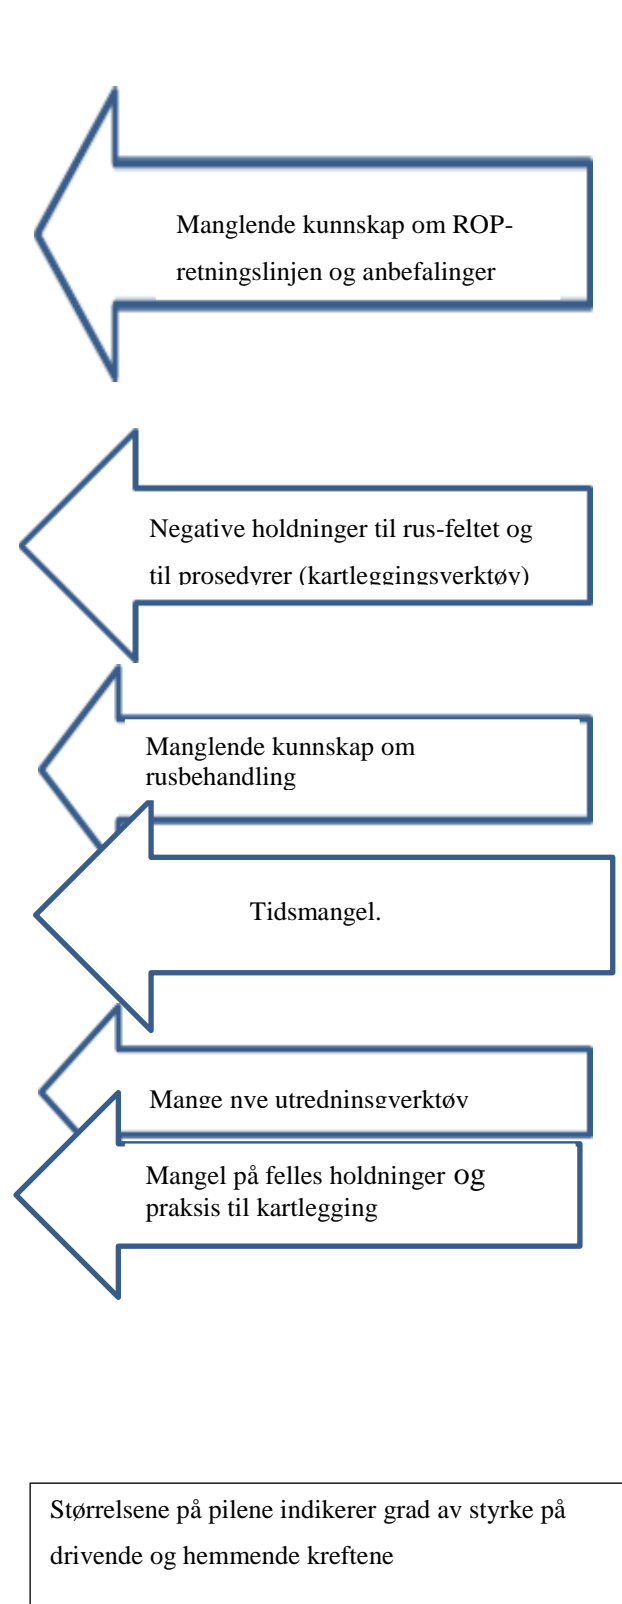 Manglende kunnskap om ROP-
retningslinjen og anbefalinger
Negative holdninger til rus-feltet og
til prosedyrer (kartleggingsverktøy)
Manglende kunnskap om
rusbehandling
Tidsmangel.
Mange nye utredninsgverktøy
Mangel på felles holdninger og
praksis til kartlegging
Størrelsene på pilene indikerer grad av styrke på
drivende og hemmende kreftene